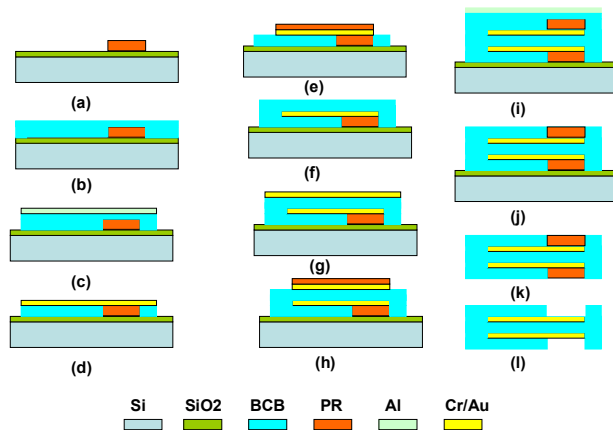 (a)
(b)
(c)
(d)
(e)
(f)
(g)
(h)
(i)
(j)
(k)
(l)
Si SiO2 BCB PR Al Cr/Au